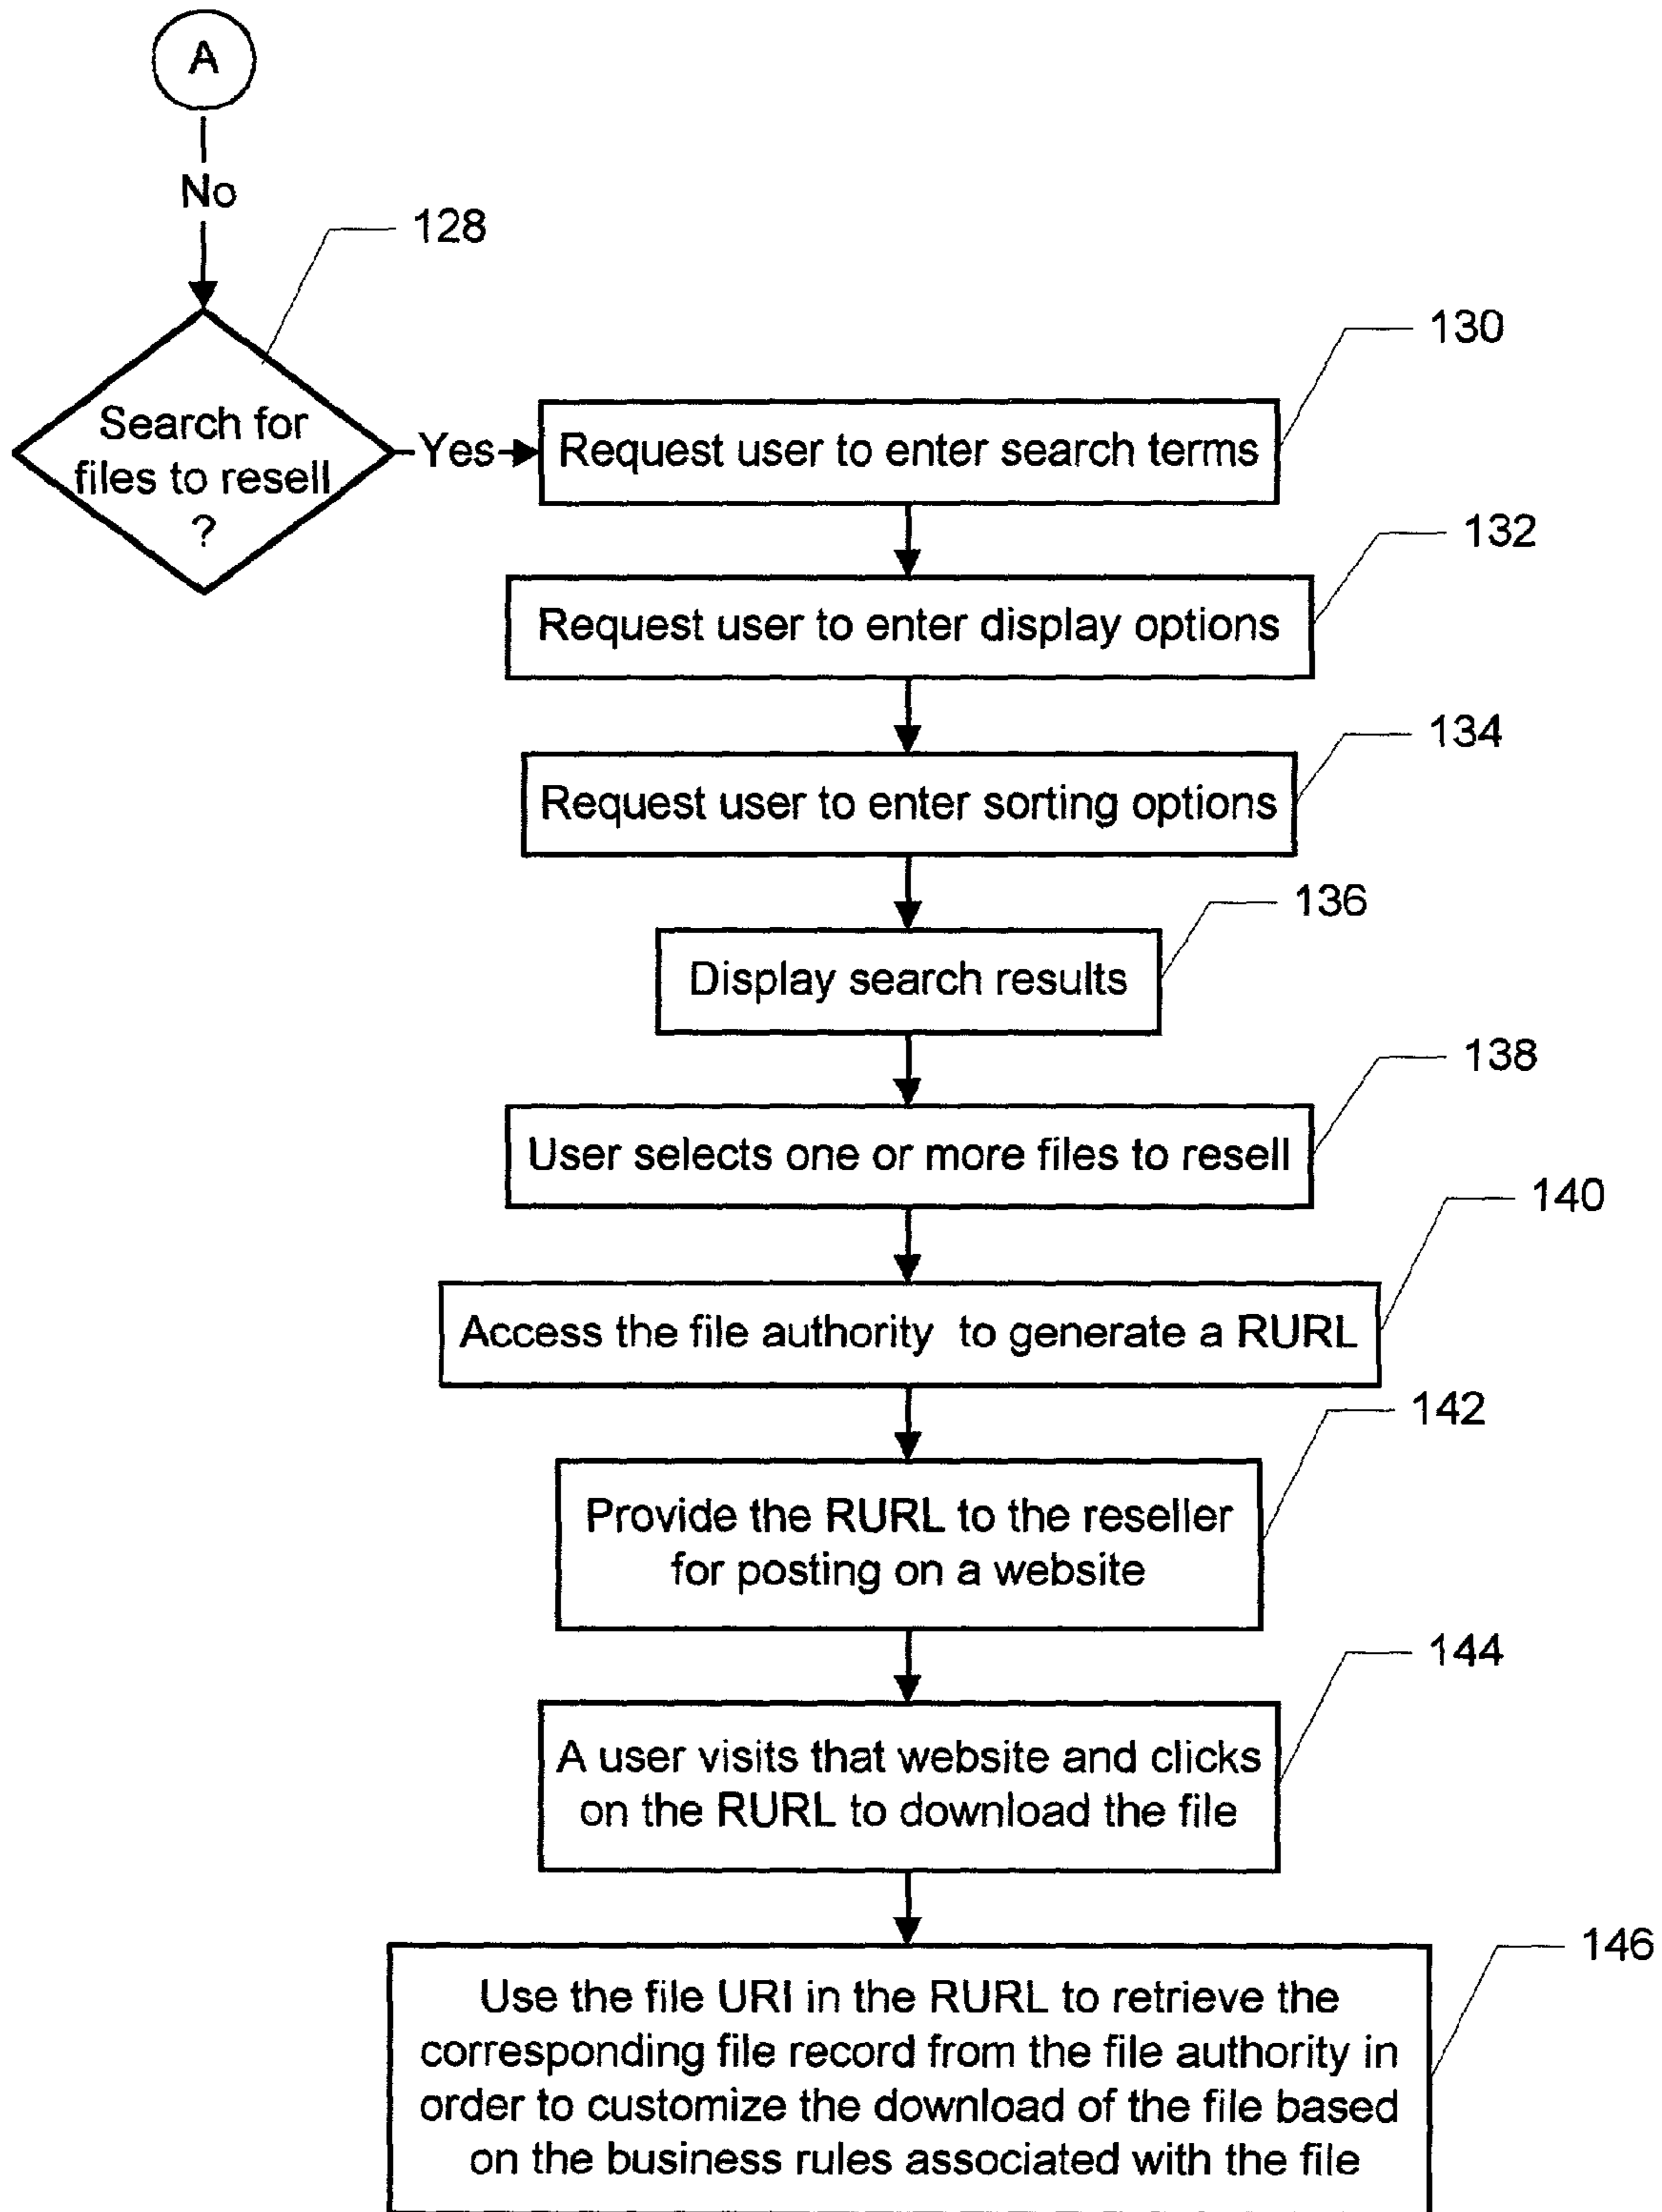 A
No
128
Search for
files to resell
?
Yes
130
Request user to enter search terms
132
Request user to enter display options
134
Request user to enter sorting options
136
Display search results
138
User selects one or more files to resell
140
Access the file authority to generate a RURL
142
Provide the RURL to the reseller
for posting on a website
144
A user visits that website and clicks
on the RURL to download the file
146
Use the file URI in the RURL to retrieve the
corresponding file record from the file authority in
order to customize the download of the file based
on the business rules associated with the file